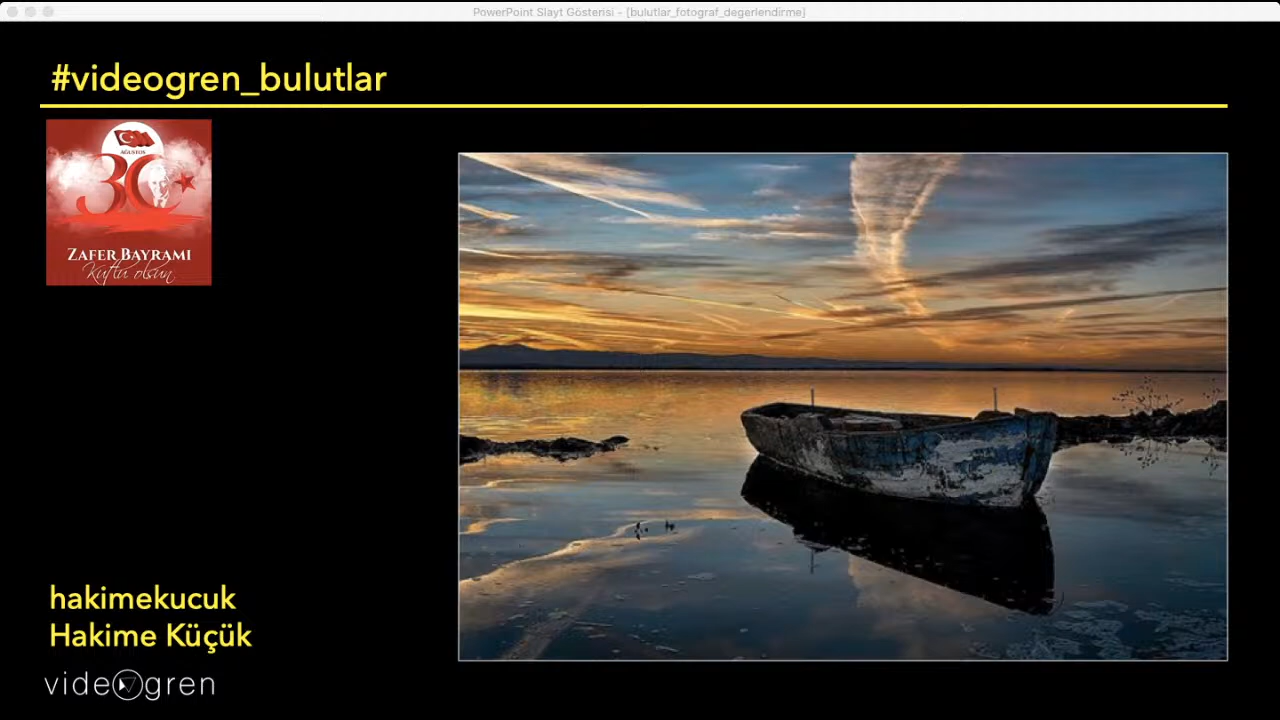 PowerPoint Slayt Gösterisi - [bulutlar_fotograf_degerlendirme]
#videogren_bulutlar
AĞUSTOS
30
ZAFER BAYRAMI
Kutlu olsun
hakimekucuk
Hakime Küçük
videogren